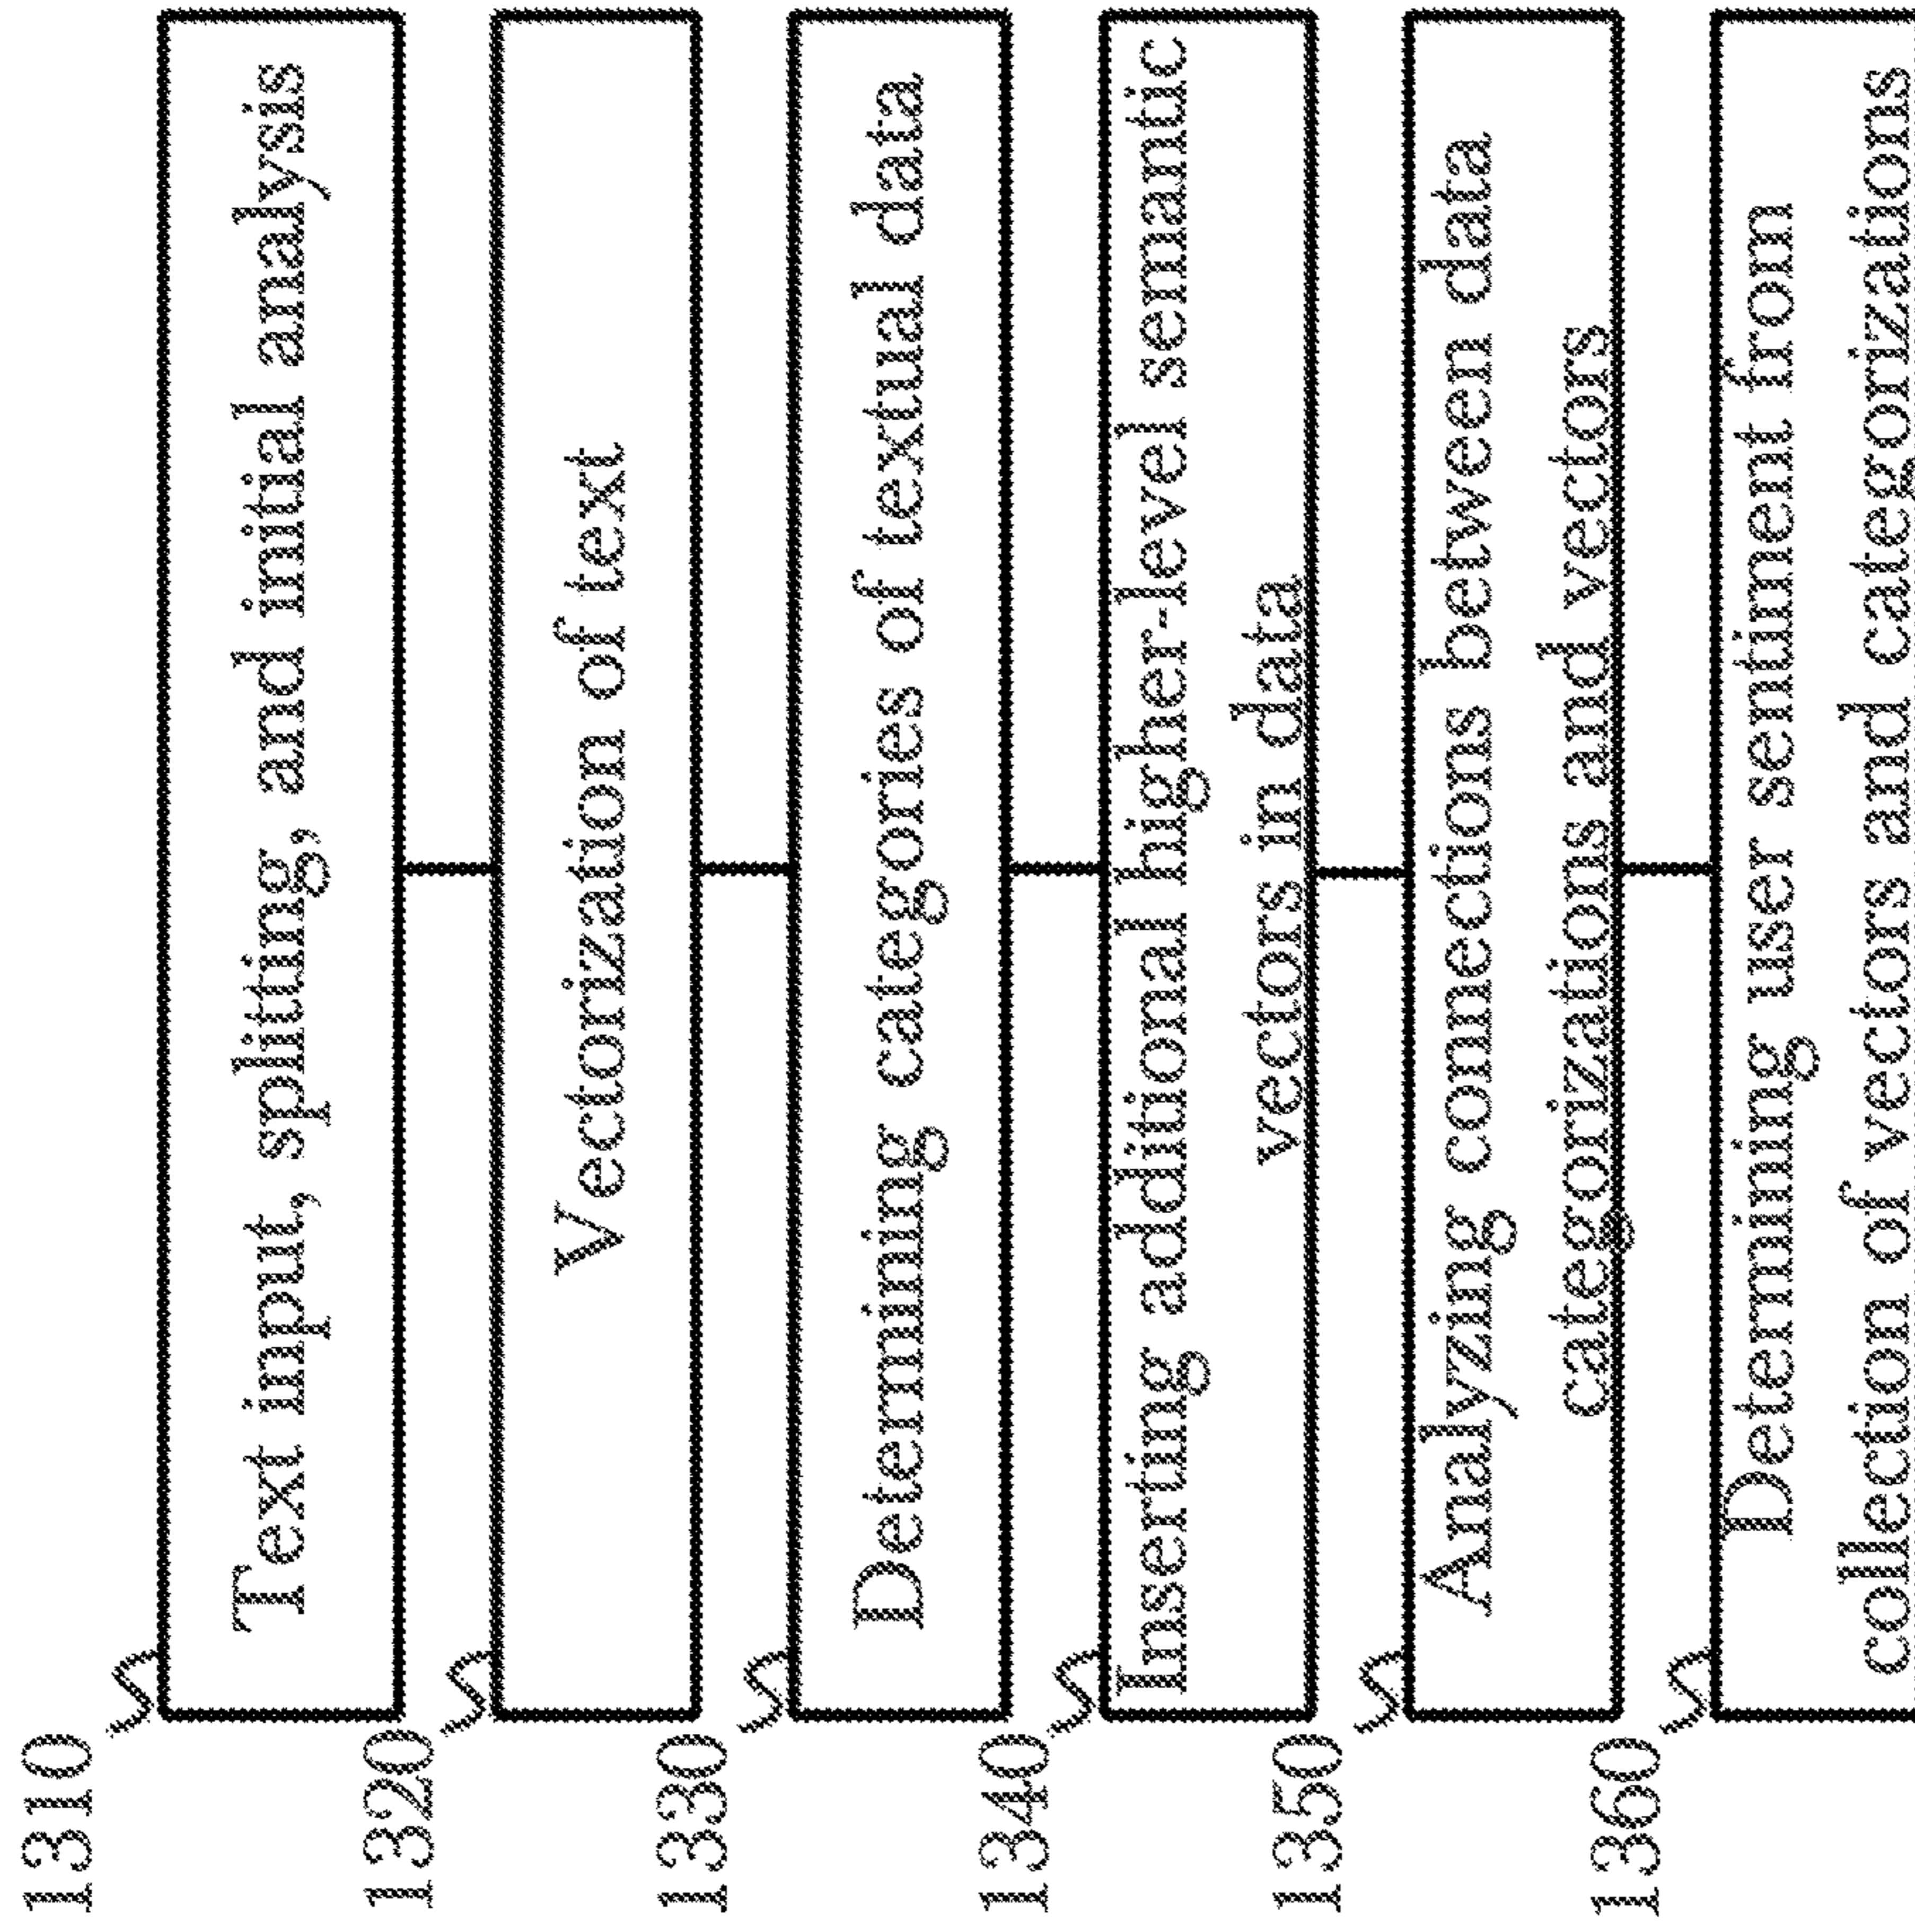 1310
Text input, splitting, and initial analysis
1320
Vectorization of text
1330
Determining categories of textual data
1340
Inserting additional higher-level semantic
vectors in data
1350
Analyzing connections between data
categorizations and vectors
1360
Determining user sentiment from
collection of vectors and categorizations